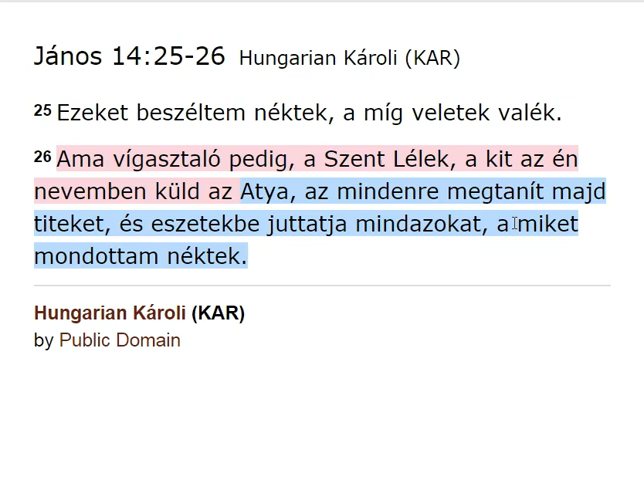 János 14:25-26 Hungarian Károli (KAR)
25 Ezeket beszéltem néktek, a míg veletek valék.
26 Ama vígasztaló pedig, a Szent Lélek, a kit az én
nevemben küld az Atya, az mindenre megtanít majd
titeket, és eszetekbe juttatja mindazokat, a miket
mondottam néktek.
Hungarian Károli (KAR)
by Public Domain